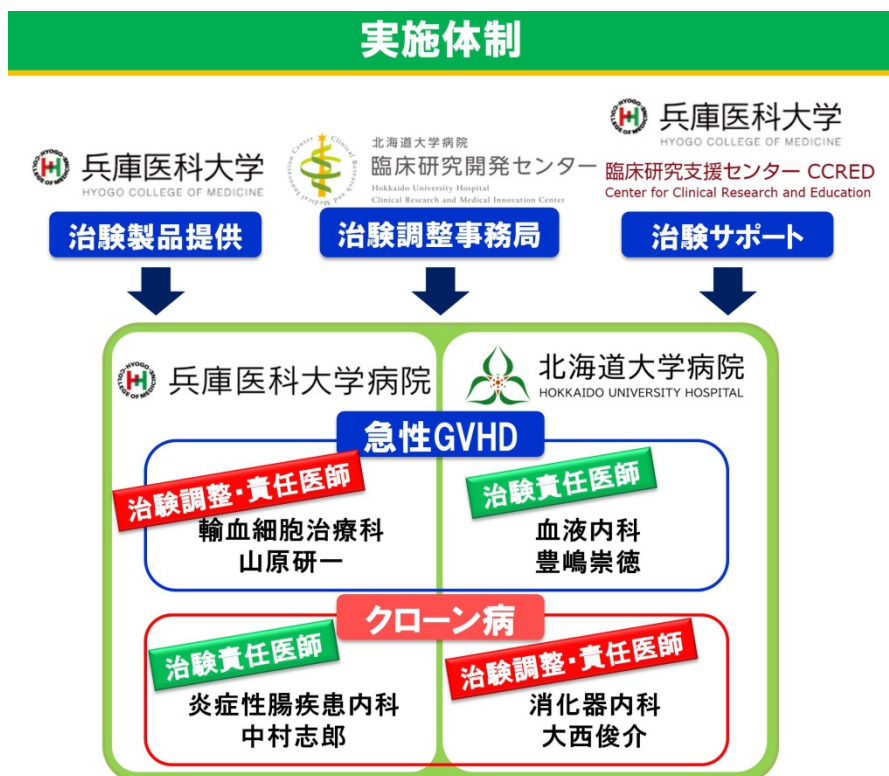 実施体制
兵庫医科大学
HYOGO COLLEGE OF MEDICINE
北海道大学病院
臨床研究開発センター
Hokkaido University Hospital
Clinical Research and Medical Innovation Center
兵庫医科大学
HYOGO COLLEGE OF MEDICINE
臨床研究支援センター CCRED
Center for Clinical Research and Education
治験製品提供
治験調整事務局
治験サポート
兵庫医科大学病院
北海道大学病院
HOKKAIDO UNIVERSITY HOSPITAL
急性GVHD
治験調整・責任医師
輸血細胞治療科
山原研一
治験責任医師
血液内科
豊嶋崇徳
クローン病
治験責任医師
炎症性腸疾患内科
中村志郎
治験調整・責任医師
消化器内科
大西俊介